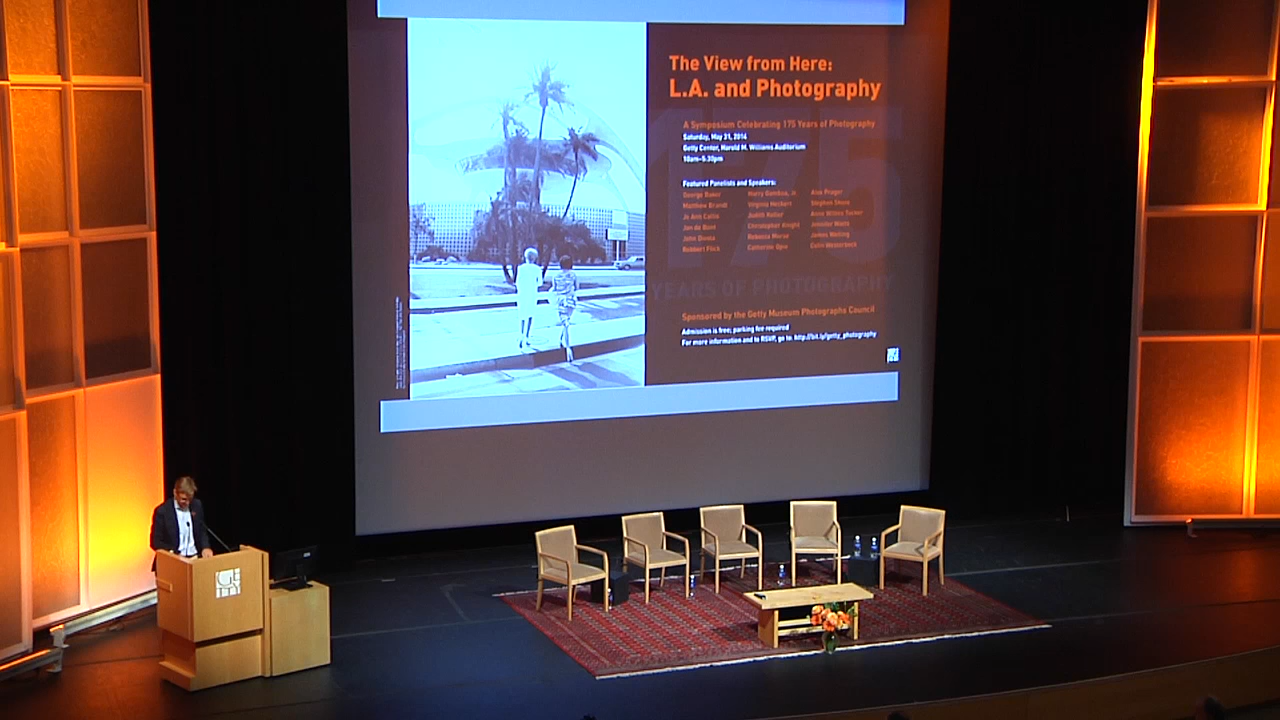 The View from Here:
L.A. and Photography
A Symposium Celebrating 175 Years of Photography
Saturday, May 31, 2014
Getty Center, Harold M. Williams Auditorium
10am–5:30pm
Featured Panelists and Speakers:
George Baker
Matthew Brandt
Jo Ann Callis
Jan de Bont
John Divola
Robbert Flick
Harry Gamboa, Jr.
Virginia Heckert
Judith Keller
Christopher Knight
Rebecca Morse
Catherine Opie
Alex Prager
Stephen Shore
Anne Wilkes Tucker
Jennifer Watts
James Welling
Colin Westerbeck
175
YEARS OF PHOTOGRAPHY
Sponsored by the Getty Museum Photographs Council
Admission is free; parking fee required
For more information and to RSVP, go to: http://bit.ly/getty_photography
GETTY